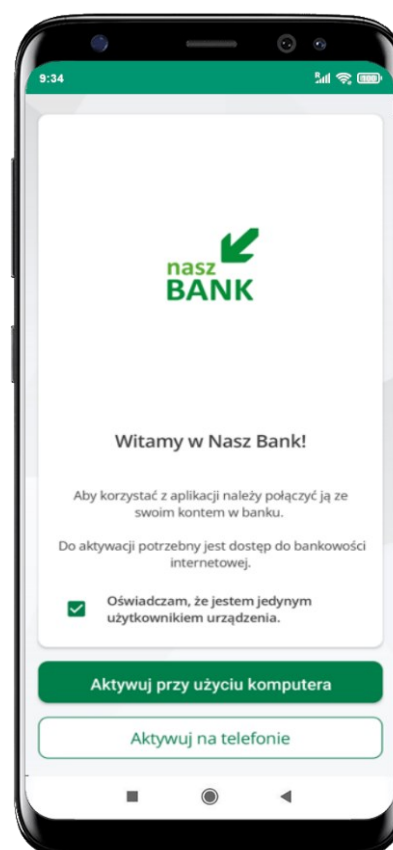 9:34
R
nasz
BANK
Witamy w Nasz Bank!
Aby korzystać z aplikacji należy połączyć ją ze
swoim kontem w banku.
Do aktywacji potrzebny jest dostęp do bankowości
internetowej.
Oświadczam, że jestem jedynym
użytkownikiem urządzenia.
Aktywuj przy użyciu komputera
Aktywuj na telefonie